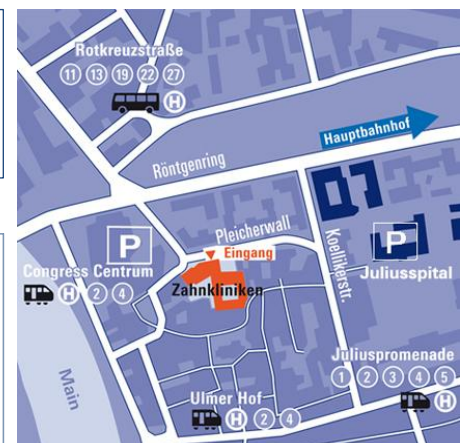 Rotkreuzstraße
11 13 19 22 27
H
Hauptbahnhof
Röntgenring
P
Pleicherwall
Eingang
Koellikerstr.
P
Juliusspital
Congress Centrum
H 2 4
Zahnkliniken
Juliuspromenade
1 2 3 4 5
H
Main
Ulmer Hof
H 2 4